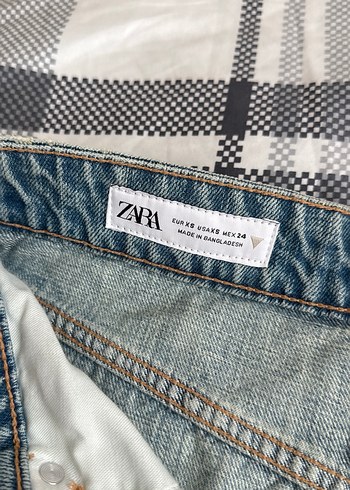 ZARA
EUR XS USA XS MEX 24
MADE IN BANGLADESH